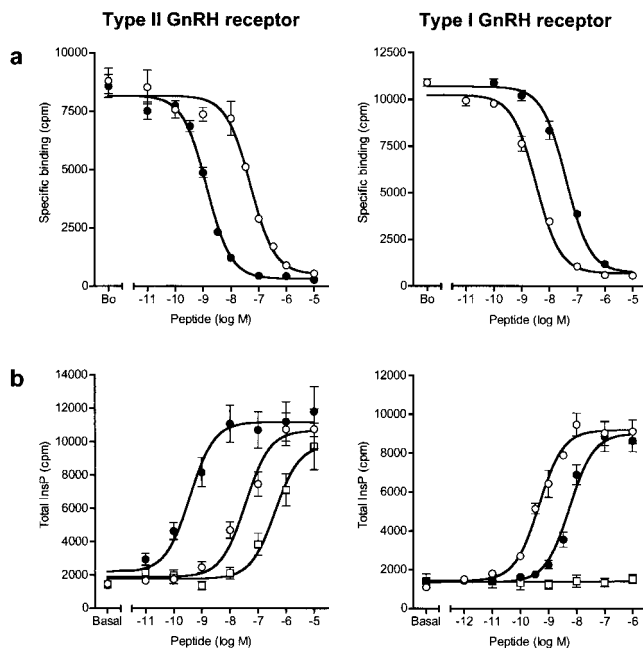 Type II GnRH receptor
Type I GnRH receptor
a
10000
7500
5000
2500
0
Specific binding (cpm)
Bo
-11 -10 -9 -8 -7 -6 -5
Peptide (log M)
12500
10000
7500
5000
2500
0
Specific binding (cpm)
Bo
-11 -10 -9 -8 -7 -6 -5
Peptide (log M)
b
14000
12000
10000
8000
6000
4000
2000
0
Total InsP (cpm)
Basal
-11 -10 -9 -8 -7 -6 -5
Peptide (log M)
12000
10000
8000
6000
4000
2000
0
Total InsP (cpm)
Basal
-12 -11 -10 -9 -8 -7 -6
Peptide (log M)